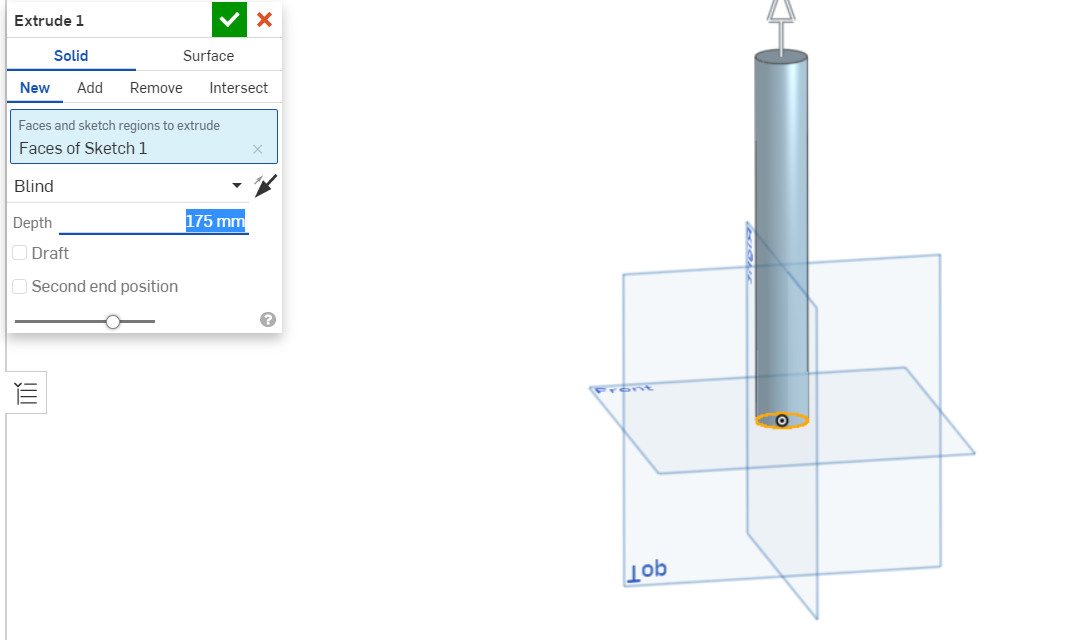 Extrude 1
Solid Surface
New Add Remove Intersect
Faces and sketch regions to extrude
Faces of Sketch 1
Blind
Depth 175 mm
Draft
Second end position
?
Right
Front
Top